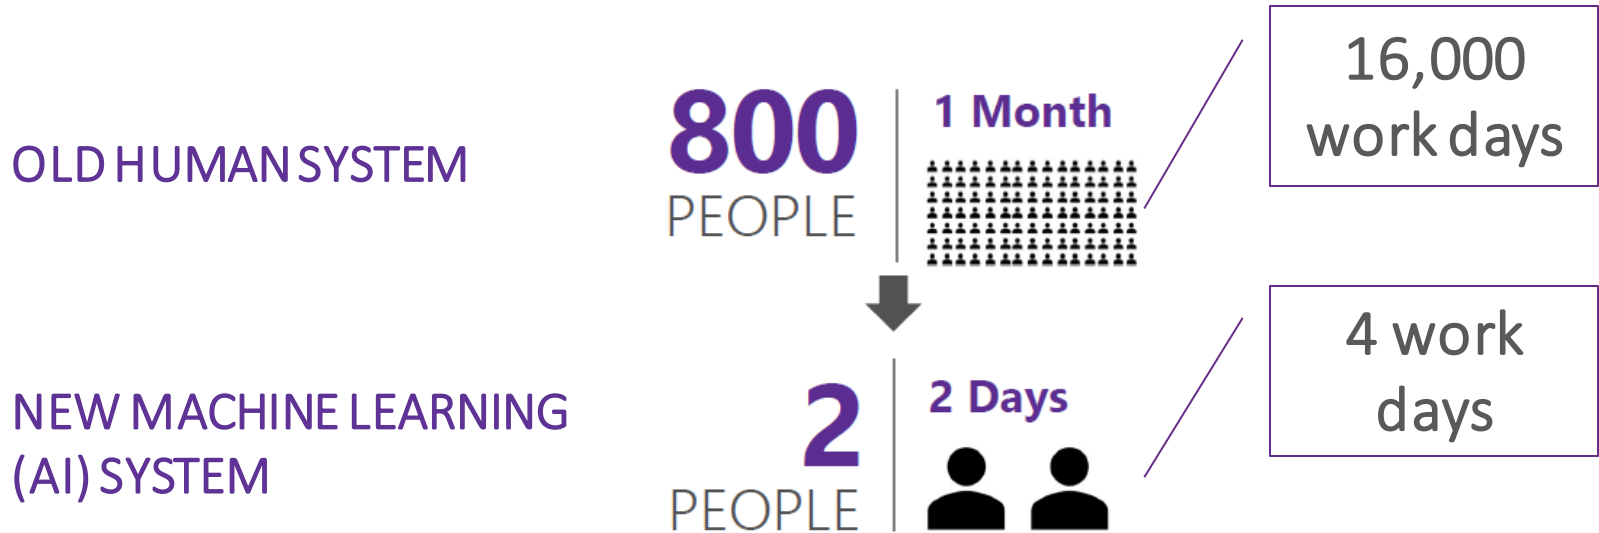 OLD HUMAN SYSTEM
800
PEOPLE
1 Month
16,000
work days
NEW MACHINE LEARNING
(AI) SYSTEM
2
PEOPLE
2 Days
4 work
days